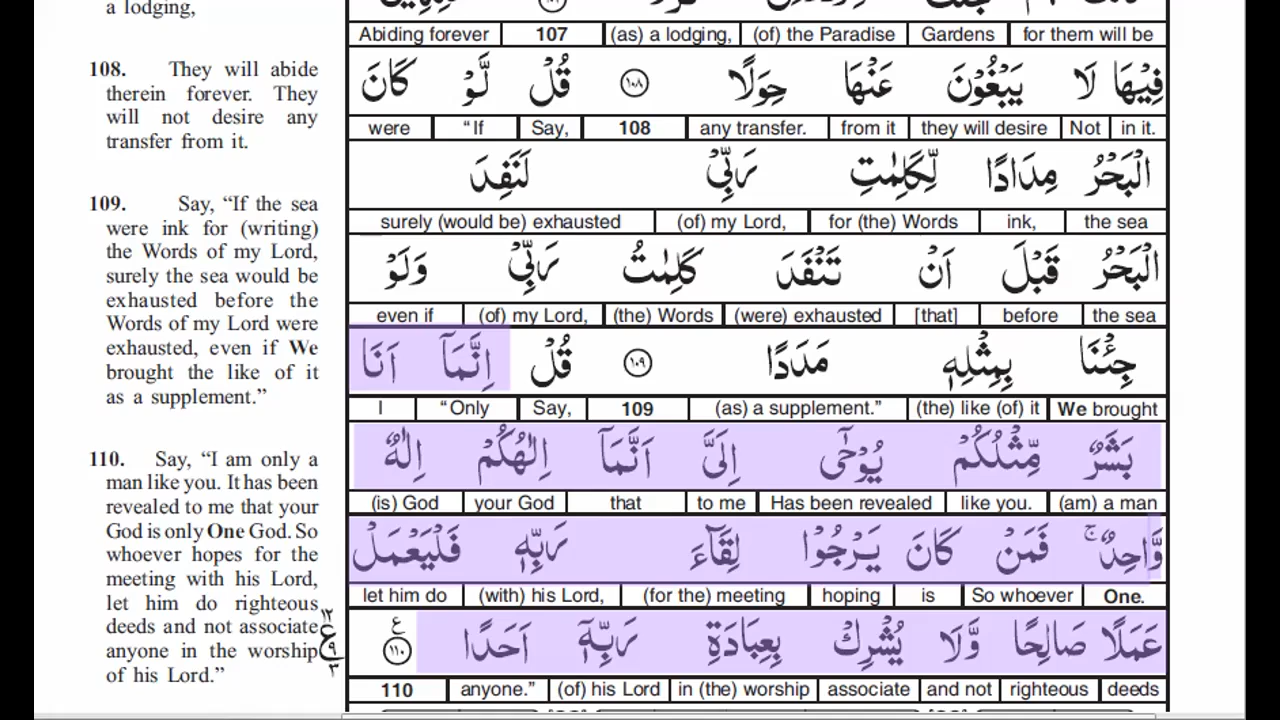 a lodging,
108. They will abide
therein forever. They
will not desire any
transfer from it.
109. Say, “If the sea
were ink for (writing)
the Words of my Lord,
surely the sea would be
exhausted before the
Words of my Lord were
exhausted, even if We
brought the like of it
as a supplement.”
110. Say, “I am only a
man like you. It has been
revealed to me that your
God is only One God. So
whoever hopes for the
meeting with his Lord,
let him do righteous
deeds and not associate
anyone in the worship
of his Lord.”
for them will be Gardens (of) the Paradise (as) a lodging, 107 Abiding forever
فِيْهَا لَا يَبْغُوْنَ عَنْهَا حِوَلًا ١٠٨ قُلْ لَّوْ كَانَ
in it. Not they will desire from it any transfer. 108 Say, “If were
الْبَحْرُ مِدَادًا لِّكَلِمٰتِ رَبِّيْ لَنَفِدَ
the sea ink, for (the) Words (of) my Lord, surely (would be) exhausted
الْبَحْرُ قَبْلَ اَنْ تَنْفَدَ كَلِمٰتُ رَبِّيْ وَلَوْ
the sea before [that] (were) exhausted (the) Words (of) my Lord, even if
جِئْنَا بِمِثْلِهٖ مَدَدًا ١٠٩ قُلْ اِنَّمَآ اَنَا
We brought (the) like (of) it (as) a supplement.” 109 Say, “Only I
بَشَرٌ مِّثْلُكُمْ يُوْحٰٓى اِلَيَّ اَنَّمَآ اِلٰهُكُمْ اِلٰهٌ
(am) a man like you. Has been revealed to me that your God (is) God
وَّاحِدٌ ۚ فَمَنْ كَانَ يَرْجُوْا لِقَآءَ رَبِّهٖ فَلْيَعْمَلْ
One. So whoever is hoping (for the) meeting (with) his Lord, let him do
عَمَلًا صَالِحًا وَّلَا يُشْرِكْ بِعِبَادَةِ رَبِّهٖٓ اَحَدًا ١١٠ ع
deeds righteous and not associate in (the) worship (of) his Lord anyone.” 110
١٢
ع
٩
٣